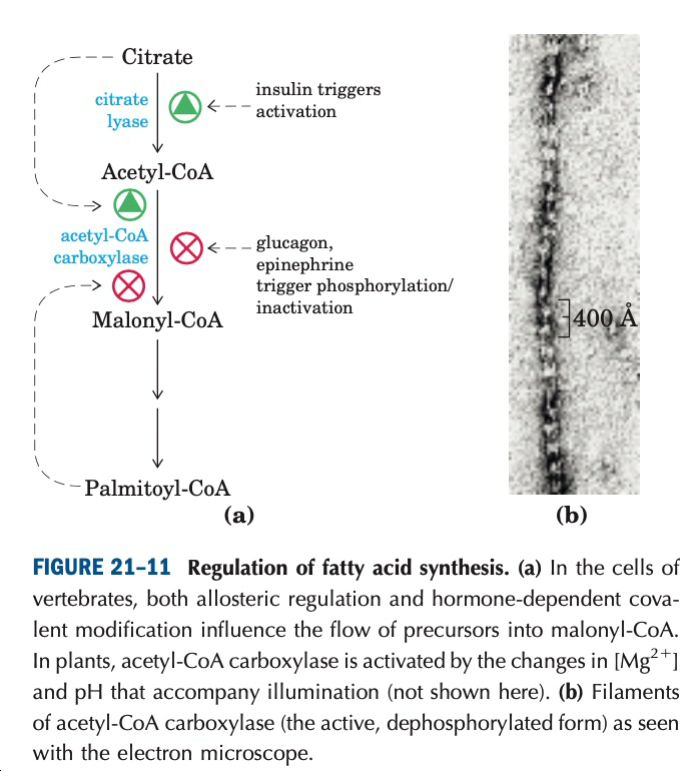 Citrate
citrate
lyase
insulin triggers
activation
Acetyl-CoA
acetyl-CoA
carboxylase
glucagon,
epinephrine
trigger phosphorylation/
inactivation
Malonyl-CoA
Palmitoyl-CoA
(a)
400 Å
(b)
FIGURE 21–11 Regulation of fatty acid synthesis. (a) In the cells of
vertebrates, both allosteric regulation and hormone-dependent cova-
lent modification influence the flow of precursors into malonyl-CoA.
In plants, acetyl-CoA carboxylase is activated by the changes in [Mg²⁺]
and pH that accompany illumination (not shown here). (b) Filaments
of acetyl-CoA carboxylase (the active, dephosphorylated form) as seen
with the electron microscope.